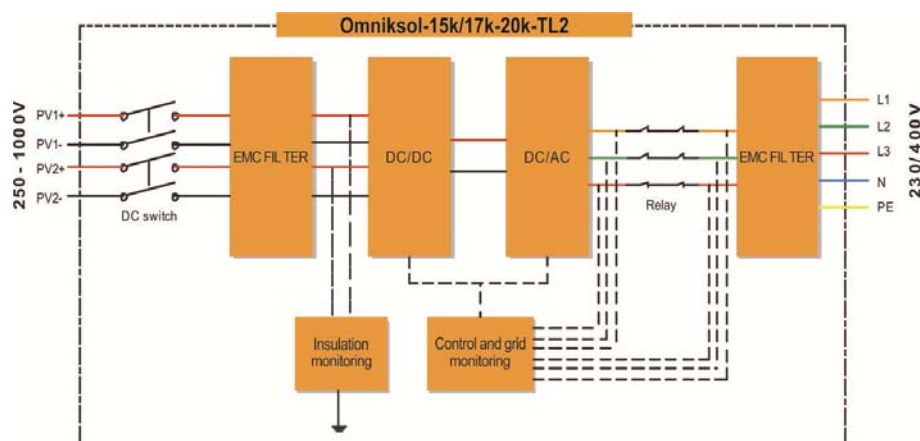 Omniksol-15k/17k-20k-TL2
250-1000V
PV1+
PV1-
PV2+
PV2-
DC switch
EMC FILTER
DC/DC
DC/AC
Relay
EMC FILTER
L1
L2
L3
N
PE
230/400V
Insulation
monitoring
Control and grid
monitoring